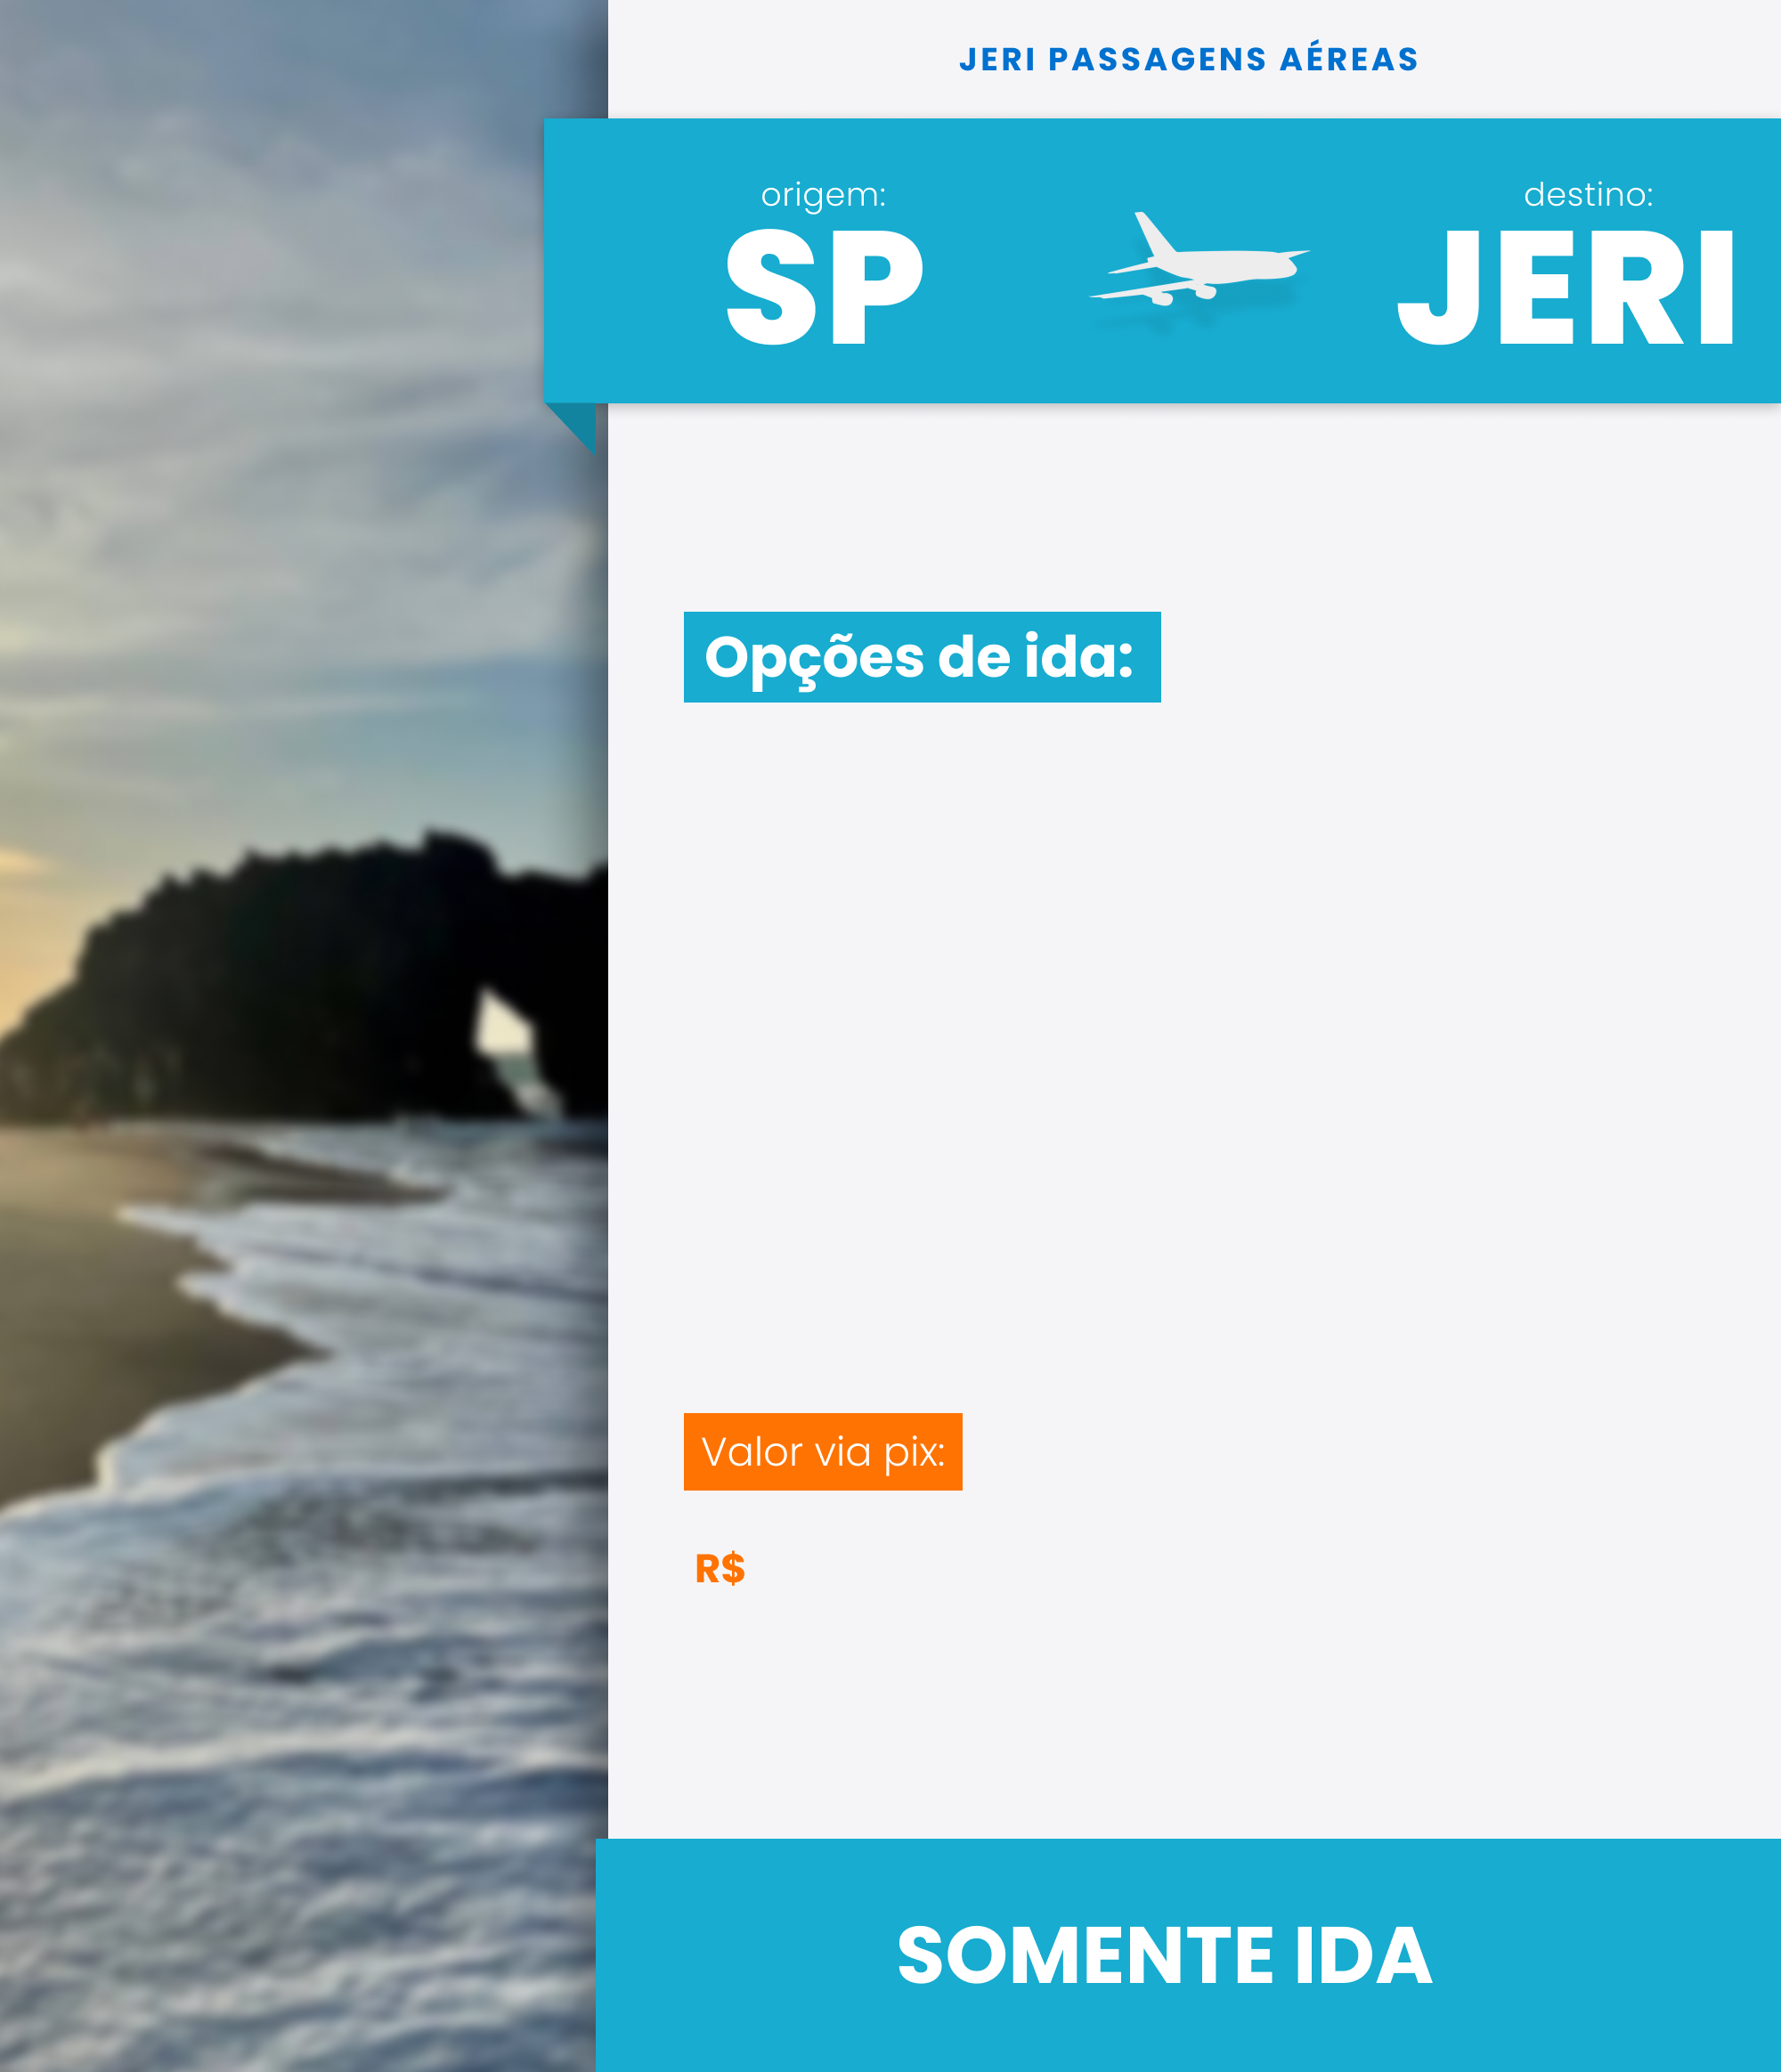 JERI PASSAGENS AÉREAS
origem:
SP
destino:
JERI
Opções de ida:
Valor via pix:
R$
SOMENTE IDA